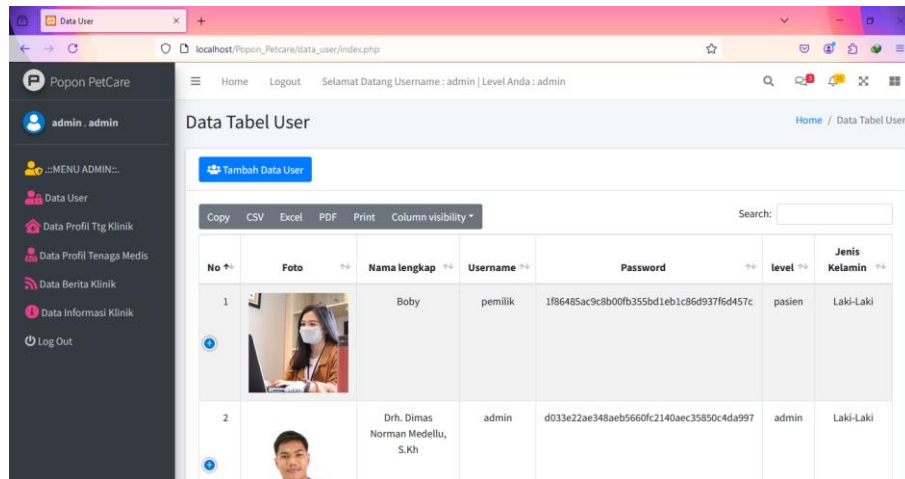 Data User
localhost/Popon_Petcare/data_user/index.php
Popon PetCare
Home Logout Selamat Datang Username : admin | Level Anda : admin
admin . admin
Data Tabel User
Home / Data Tabel User
.::MENU ADMIN::.
Tambah Data User
Data User
Copy CSV Excel PDF Print Column visibility
Search:
Data Profil Ttg Klinik
Data Profil Tenaga Medis
Data Berita Klinik
Data Informasi Klinik
Log Out
No Foto Nama lengkap Username Password level Jenis Kelamin
1 Boby pemilik 1f86485ac9c8b00fb355bd1eb1c86d937f6d457c pasien Laki-Laki
2 Drh. Dimas admin d033e22ae348aeb5660fc2140aec35850c4da997 admin Laki-Laki
Norman Medellu,
S.Kh